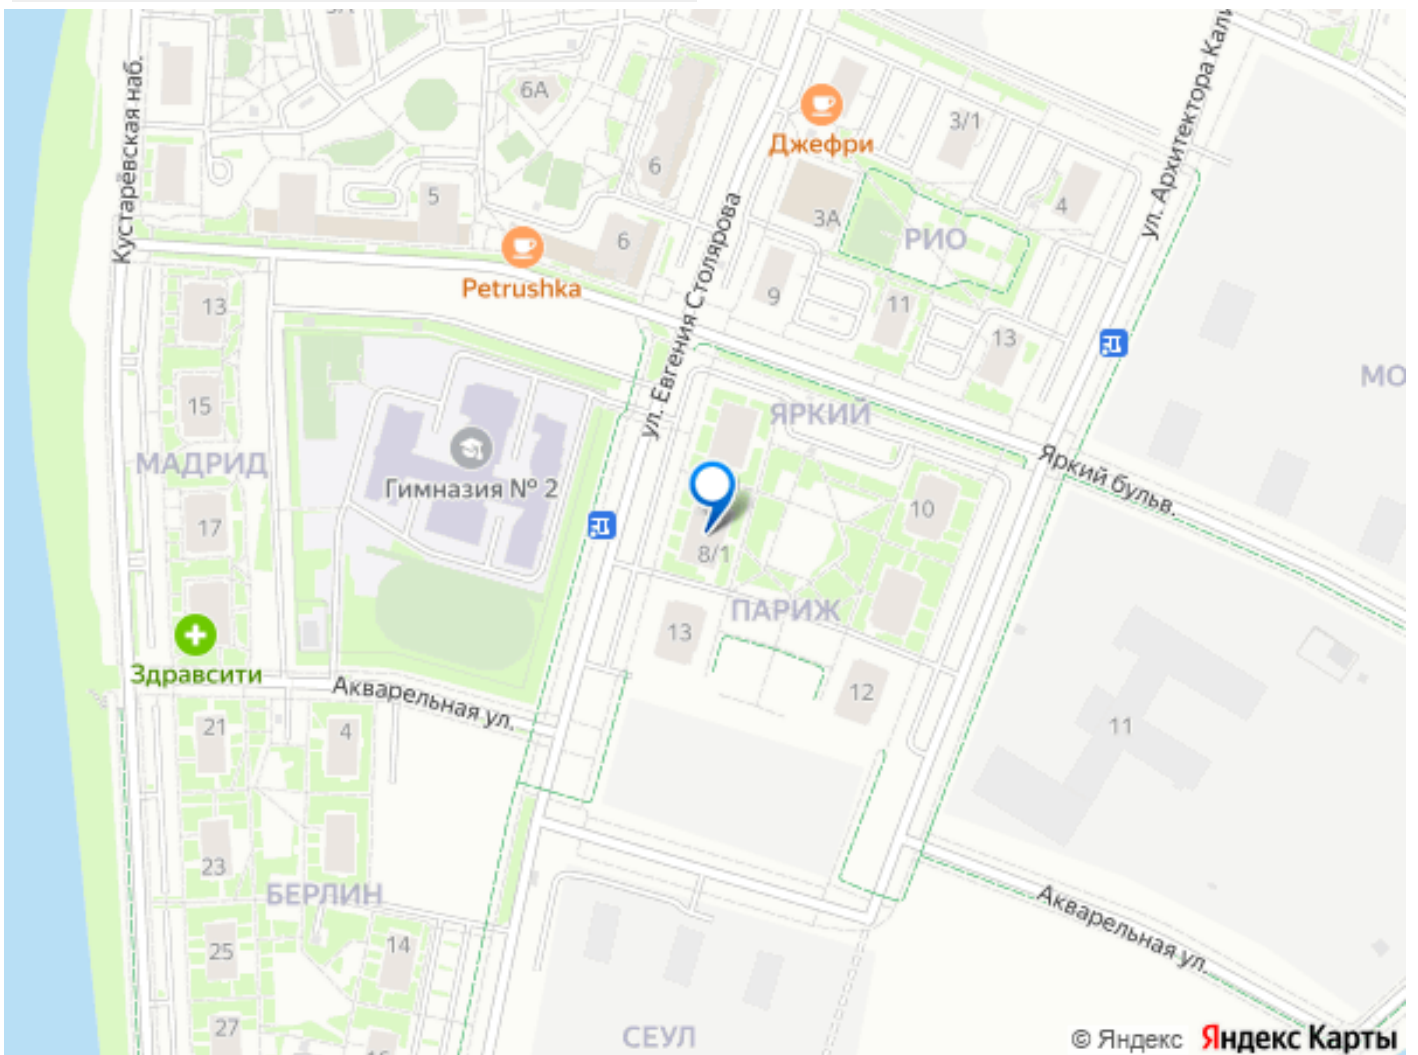 6А
ул. Архитектора Кали
Кустарёвская наб.
3/1
Джефри
6
5
4
3А
ул. Евгения Столярова
РИО
6
Petrushka
9
13
11
13
МО
15
ЯРКИЙ
МАДРИД
Яркий бульв.
Гимназия № 2
10
17
8/1
ПАРИЖ
13
Здравсити
Акварельная ул.
12
21
4
11
23
БЕРЛИН
Акварельная ул.
14
25
27
СЕУЛ
© Яндекс Яндекс Карты